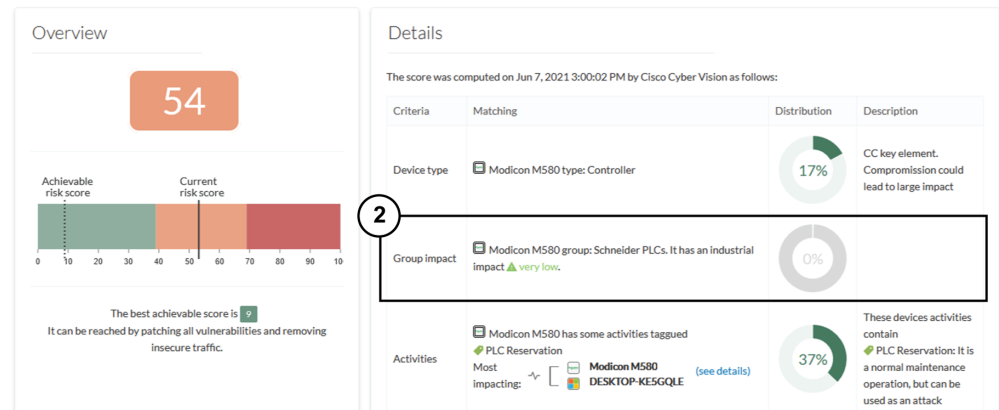 Overview
54
Achievable
risk score
Current
risk score
0 10 20 30 40 50 60 70 80 90 10
The best achievable score is 9
It can be reached by patching all vulnerabilities and removing
insecure traffic.
Details
The score was computed on Jun 7, 2021 3:00:02 PM by Cisco Cyber Vision as follows:
Criteria Matching Distribution Description
Device type
Modicon M580 type: Controller
17%
CC key element.
Compromission could
lead to large impact
2
Group impact
Modicon M580 group: Schneider PLCs. It has an industrial
impact very low.
0%
Activities
Modicon M580 has some activities taggued
PLC Reservation
Most
impacting:
Modicon M580
DESKTOP-KE5GQLE
(see details)
37%
These devices activities
contain
PLC Reservation: It is
a normal maintenance
operation, but can be
used as an attack